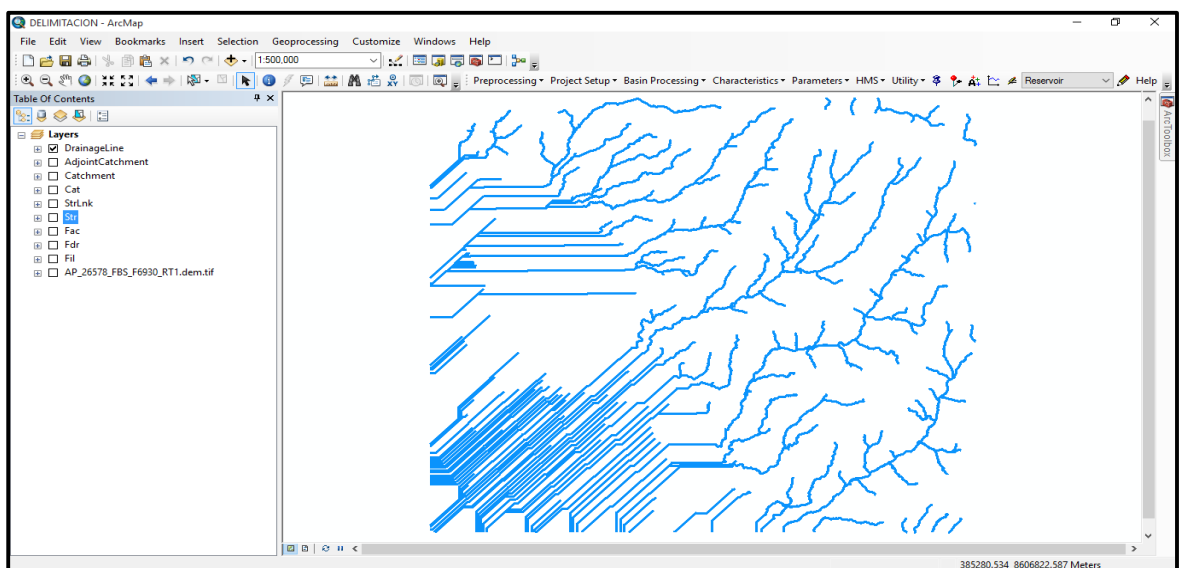 DELIMITACION - ArcMap
File Edit View Bookmarks Insert Selection Geoprocessing Customize Windows Help
1:500,000
Preprocessing Project Setup Basin Processing Characteristics Parameters HMS Utility Reservoir Help
Table Of Contents
Layers
DrainageLine
AdjointCatchment
Catchment
Cat
StrLnk
Str
Fac
Fdr
Fil
AP_26578_FBS_F6930_RT1.dem.tif
ArcToolbox
385280.534 8606822.587 Meters